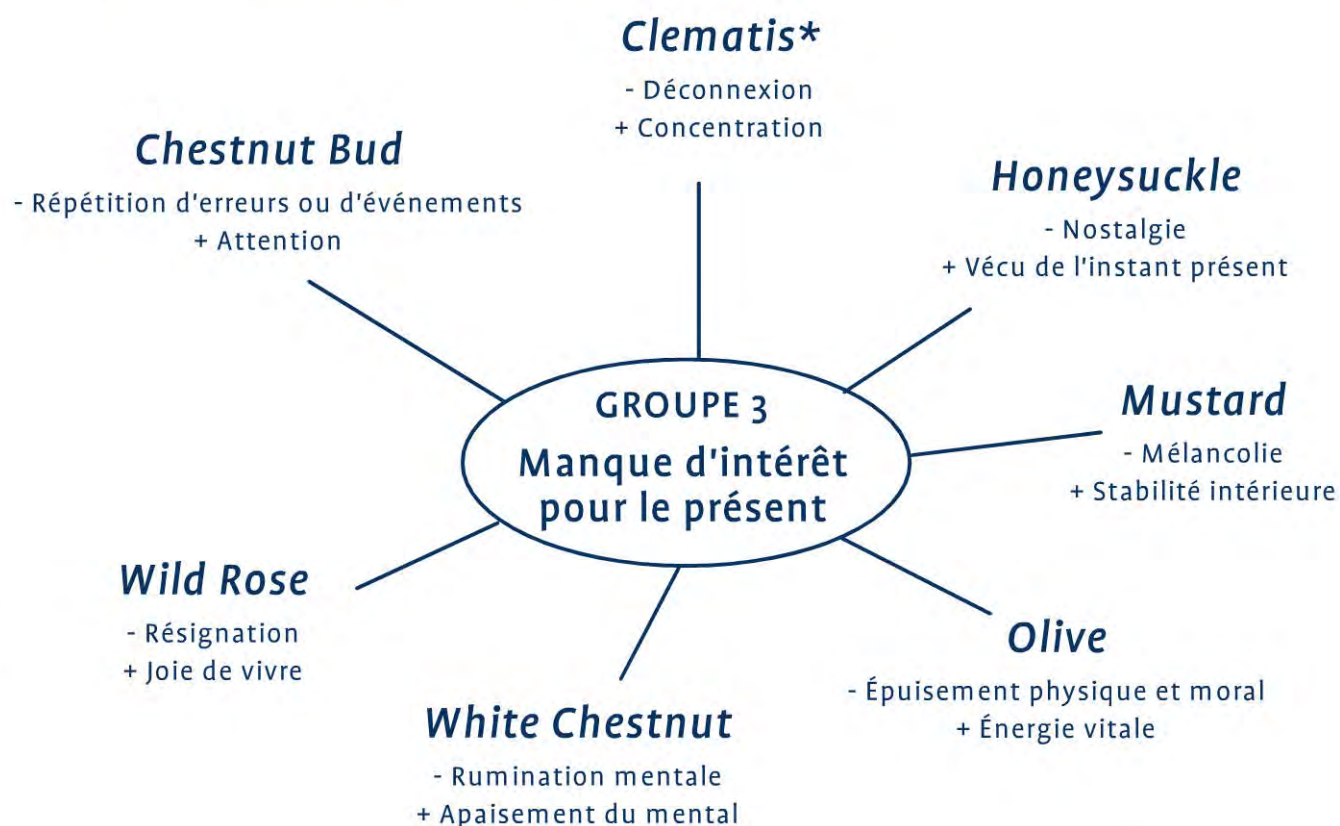 Clematis*
- Déconnexion
+ Concentration
Chestnut Bud
- Répétition d'erreurs ou d'événements
+ Attention
Honeysuckle
- Nostalgie
+ Vécu de l'instant présent
GROUPE 3
Manque d'intérêt
pour le présent
Mustard
- Mélancolie
+ Stabilité intérieure
Wild Rose
- Résignation
+ Joie de vivre
Olive
- Épuisement physique et moral
+ Énergie vitale
White Chestnut
- Rumination mentale
+ Apaisement du mental